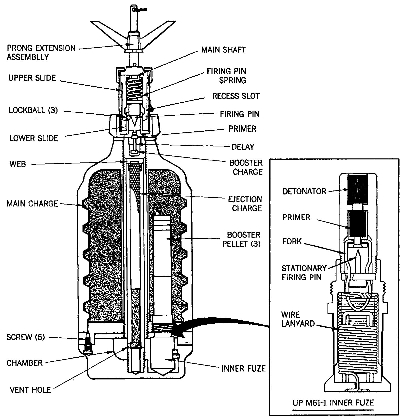 PRONG EXTENSION
ASSEMBLY
UPPER SLIDE
LOCKBALL (3)
LOWER SLIDE
WEB
MAIN CHARGE
SCREW (6)
CHAMBER
VENT HOLE
MAIN SHAFT
FIRING PIN
SPRING
RECESS SLOT
FIRING PIN
PRIMER
DELAY
BOOSTER
CHARGE
EJECTION
CHARGE
BOOSTER
PELLET (3)
INNER FUZE
DETONATOR
PRIMER
FORK
STATIONARY
FIRING PIN
WIRE
LANYARD
UP M61-1 INNER FUZE